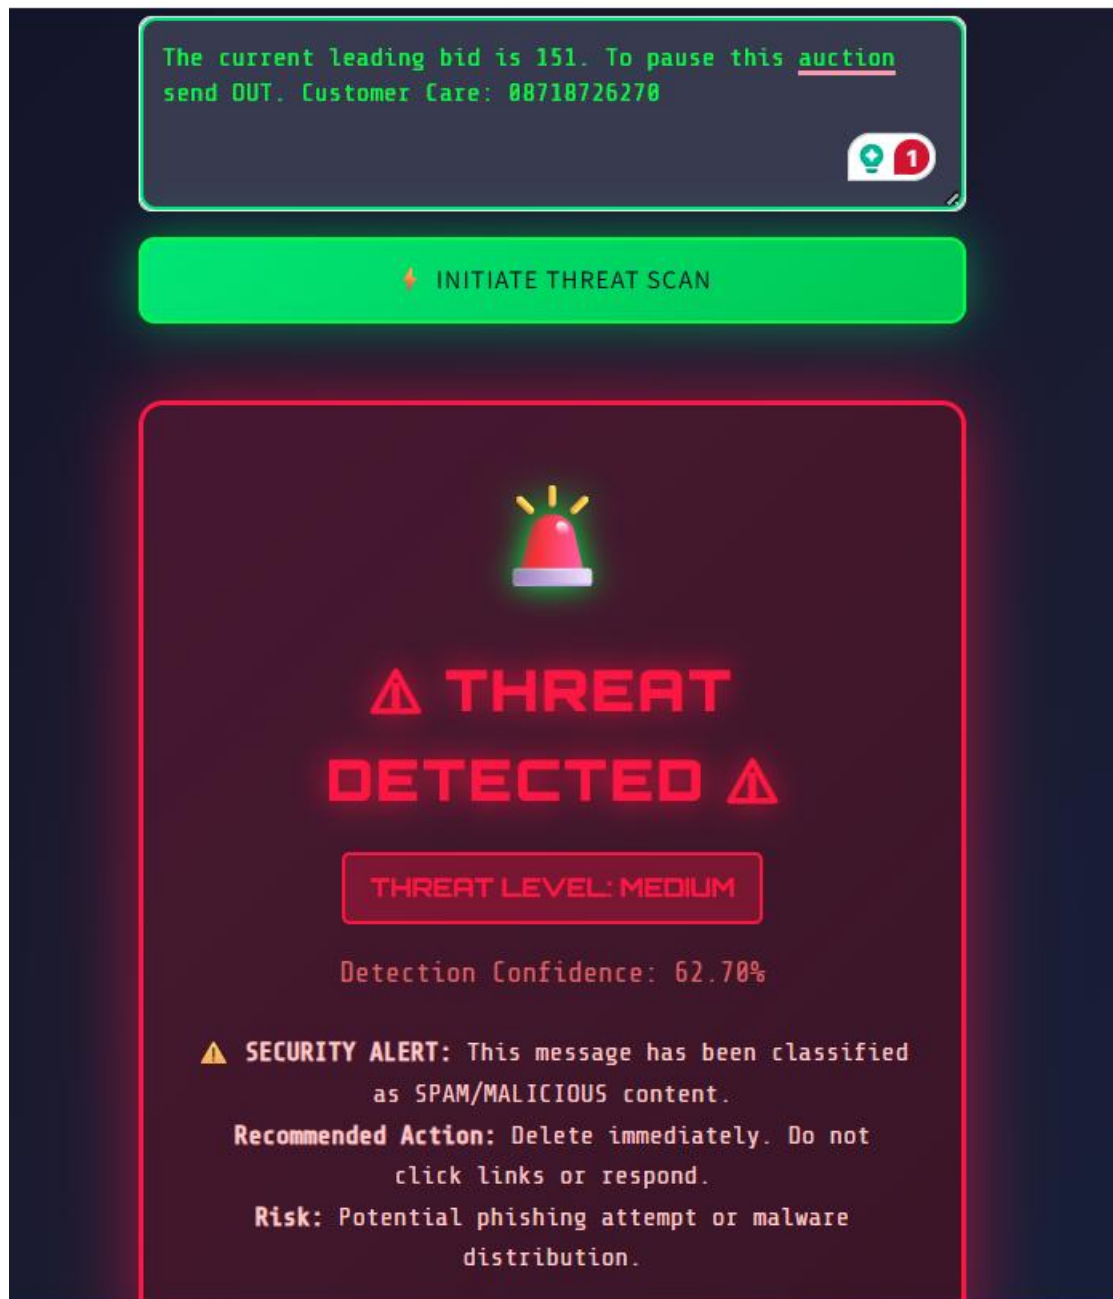 The current leading bid is 151. To pause this auction
send OUT. Customer Care: 08718726270
1
⚡ INITIATE THREAT SCAN
⚠ THREAT
DETECTED ⚠
THREAT LEVEL: MEDIUM
Detection Confidence: 62.70%
⚠ SECURITY ALERT: This message has been classified
as SPAM/MALICIOUS content.
Recommended Action: Delete immediately. Do not
click links or respond.
Risk: Potential phishing attempt or malware
distribution.